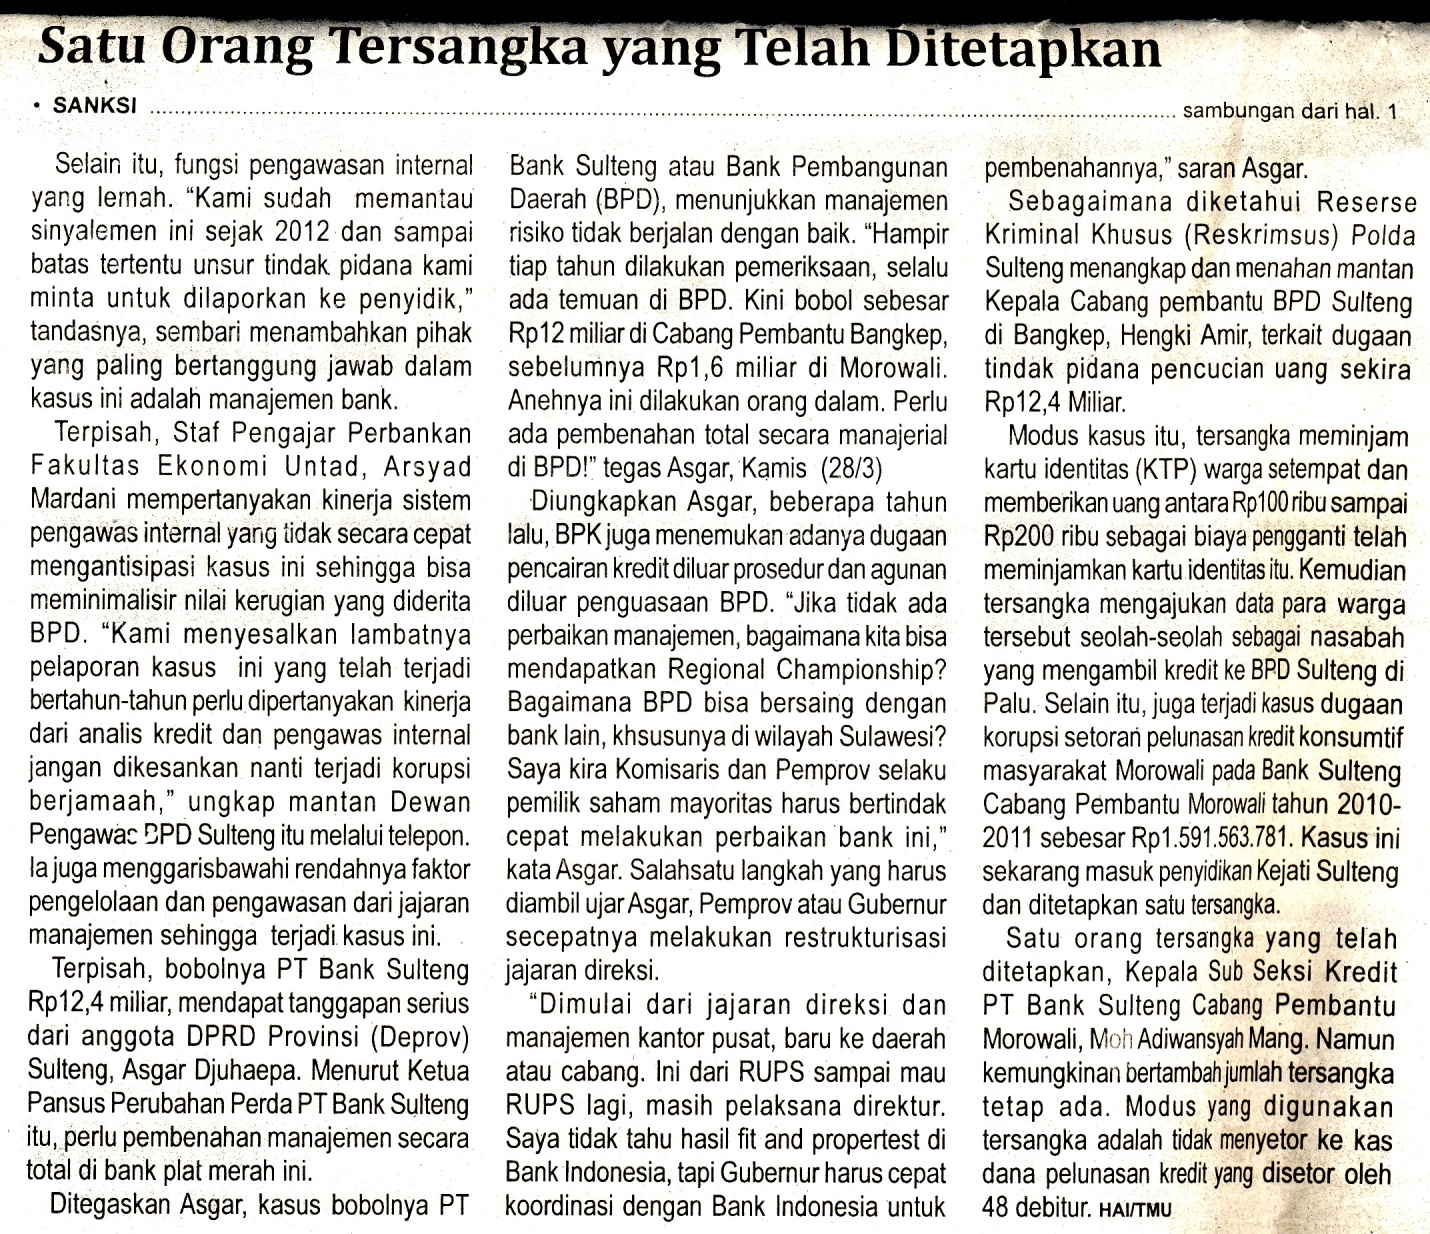 Satu Orang Tersangka yang Telah Ditetapkan
• SANKSI ........ sambungan dari hal. 1
Selain itu, fungsi pengawasan internal
yang lemah. “Kami sudah memantau
sinyalemen ini sejak 2012 dan sampai
batas tertentu unsur tindak pidana kami
minta untuk dilaporkan ke penyidik,”
tandasnya, sembari menambahkan pihak
yang paling bertanggung jawab dalam
kasus ini adalah manajemen bank.
Terpisah, Staf Pengajar Perbankan
Fakultas Ekonomi Untad, Arsyad
Mardani mempertanyakan kinerja sistem
pengawas internal yang tidak secara cepat
mengantisipasi kasus ini sehingga bisa
meminimalisir nilai kerugian yang diderita
BPD. “Kami menyesalkan lambatnya
pelaporan kasus ini yang telah terjadi
bertahun-tahun perlu dipertanyakan kinerja
dari analis kredit dan pengawas internal
jangan dikesankan nanti terjadi korupsi
berjamaah,” ungkap mantan Dewan
Pengawas BPD Sulteng itu melalui telepon.
Ia juga menggarisbawahi rendahnya faktor
pengelolaan dan pengawasan dari jajaran
manajemen sehingga terjadi kasus ini.
Terpisah, bobolnya PT Bank Sulteng
Rp12,4 miliar, mendapat tanggapan serius
dari anggota DPRD Provinsi (Deprov)
Sulteng, Asgar Djuhaepa. Menurut Ketua
Pansus Perubahan Perda PT Bank Sulteng
itu, perlu pembenahan manajemen secara
total di bank plat merah ini.
Ditegaskan Asgar, kasus bobolnya PT
Bank Sulteng atau Bank Pembangunan
Daerah (BPD), menunjukkan manajemen
risiko tidak berjalan dengan baik. “Hampir
tiap tahun dilakukan pemeriksaan, selalu
ada temuan di BPD. Kini bobol sebesar
Rp12 miliar di Cabang Pembantu Bangkep,
sebelumnya Rp1,6 miliar di Morowali.
Anehnya ini dilakukan orang dalam. Perlu
ada pembenahan total secara manajerial
di BPD!” tegas Asgar, Kamis (28/3)
Diungkapkan Asgar, beberapa tahun
lalu, BPK juga menemukan adanya dugaan
pencairan kredit diluar prosedur dan agunan
diluar penguasaan BPD. “Jika tidak ada
perbaikan manajemen, bagaimana kita bisa
mendapatkan Regional Championship?
Bagaimana BPD bisa bersaing dengan
bank lain, khsusunya di wilayah Sulawesi?
Saya kira Komisaris dan Pemprov selaku
pemilik saham mayoritas harus bertindak
cepat melakukan perbaikan bank ini,”
kata Asgar. Salahsatu langkah yang harus
diambil ujar Asgar, Pemprov atau Gubernur
secepatnya melakukan restrukturisasi
jajaran direksi.
“Dimulai dari jajaran direksi dan
manajemen kantor pusat, baru ke daerah
atau cabang. Ini dari RUPS sampai mau
RUPS lagi, masih pelaksana direktur.
Saya tidak tahu hasil fit and propertest di
Bank Indonesia, tapi Gubernur harus cepat
koordinasi dengan Bank Indonesia untuk
pembenahannya,” saran Asgar.
Sebagaimana diketahui Reserse
Kriminal Khusus (Reskrimsus) Polda
Sulteng menangkap dan menahan mantan
Kepala Cabang pembantu BPD Sulteng
di Bangkep, Hengki Amir, terkait dugaan
tindak pidana pencucian uang sekira
Rp12,4 Miliar.
Modus kasus itu, tersangka meminjam
kartu identitas (KTP) warga setempat dan
memberikan uang antara Rp100 ribu sampai
Rp200 ribu sebagai biaya pengganti telah
meminjamkan kartu identitas itu. Kemudian
tersangka mengajukan data para warga
tersebut seolah-seolah sebagai nasabah
yang mengambil kredit ke BPD Sulteng di
Palu. Selain itu, juga terjadi kasus dugaan
korupsi setoran pelunasan kredit konsumtif
masyarakat Morowali pada Bank Sulteng
Cabang Pembantu Morowali tahun 2010-
2011 sebesar Rp1.591.563.781. Kasus ini
sekarang masuk penyidikan Kejati Sulteng
dan ditetapkan satu tersangka.
Satu orang tersangka yang telah
ditetapkan, Kepala Sub Seksi Kredit
PT Bank Sulteng Cabang Pembantu
Morowali, Moh Adiwansyah Mang. Namun
kemungkinan bertambah jumlah tersangka
tetap ada. Modus yang digunakan
tersangka adalah tidak menyetor ke kas
dana pelunasan kredit yang disetor oleh
48 debitur. HAI/TMU